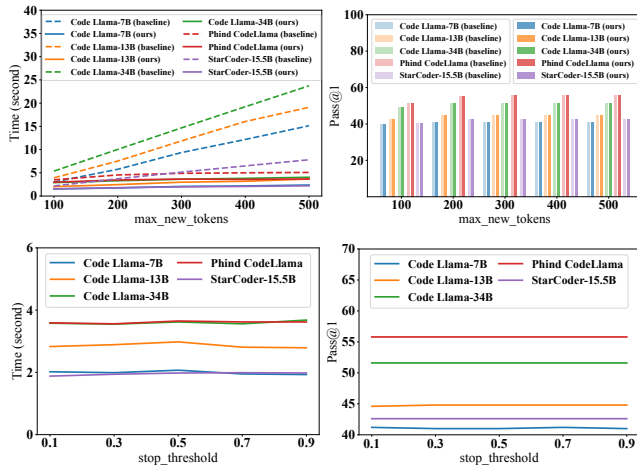 Code Llama-7B (baseline)
Code Llama-7B (ours)
Code Llama-13B (baseline)
Code Llama-13B (ours)
Code Llama-34B (baseline)
Code Llama-34B (ours)
Phind CodeLlama (baseline)
Phind CodeLlama (ours)
StarCoder-15.5B (baseline)
StarCoder-15.5B (ours)
Time (second)
40
35
30
25
20
15
10
5
0
100 200 300 400 500
max_new_tokens
Code Llama-7B (baseline)
Code Llama-13B (baseline)
Code Llama-34B (baseline)
Phind CodeLlama (baseline)
StarCoder-15.5B (baseline)
Code Llama-7B (ours)
Code Llama-13B (ours)
Code Llama-34B (ours)
Phind CodeLlama (ours)
StarCoder-15.5B (ours)
Pass@1
100
80
60
40
20
100 200 300 400 500
max_new_tokens
Code Llama-7B
Code Llama-13B
Code Llama-34B
Phind CodeLlama
StarCoder-15.5B
Time (second)
6
4
2
0
0.1 0.3 0.5 0.7 0.9
stop_threshold
Code Llama-7B
Code Llama-13B
Code Llama-34B
Phind CodeLlama
StarCoder-15.5B
Pass@1
70
65
60
55
50
45
40
0.1 0.3 0.5 0.7 0.9
stop_threshold